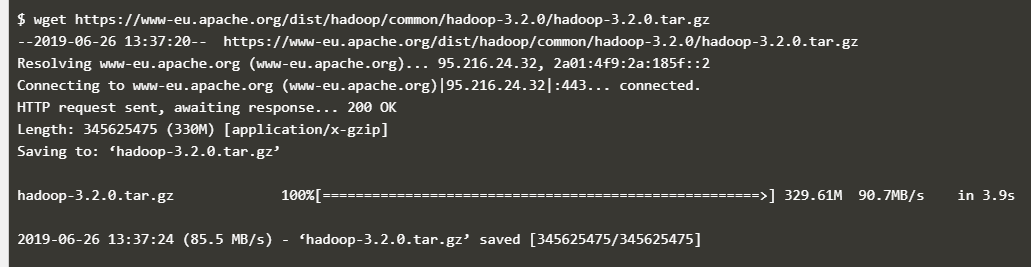 $ wget https://www-eu.apache.org/dist/hadoop/common/hadoop-3.2.0/hadoop-3.2.0.tar.gz
--2019-06-26 13:37:20--  https://www-eu.apache.org/dist/hadoop/common/hadoop-3.2.0/hadoop-3.2.0.tar.gz
Resolving www-eu.apache.org (www-eu.apache.org)... 95.216.24.32, 2a01:4f9:2a:185f::2
Connecting to www-eu.apache.org (www-eu.apache.org)|95.216.24.32|:443... connected.
HTTP request sent, awaiting response... 200 OK
Length: 345625475 (330M) [application/x-gzip]
Saving to: ‘hadoop-3.2.0.tar.gz’
hadoop-3.2.0.tar.gz             100%[=====================================================>] 329.61M  90.7MB/s    in 3.9s
2019-06-26 13:37:24 (85.5 MB/s) - ‘hadoop-3.2.0.tar.gz’ saved [345625475/345625475]